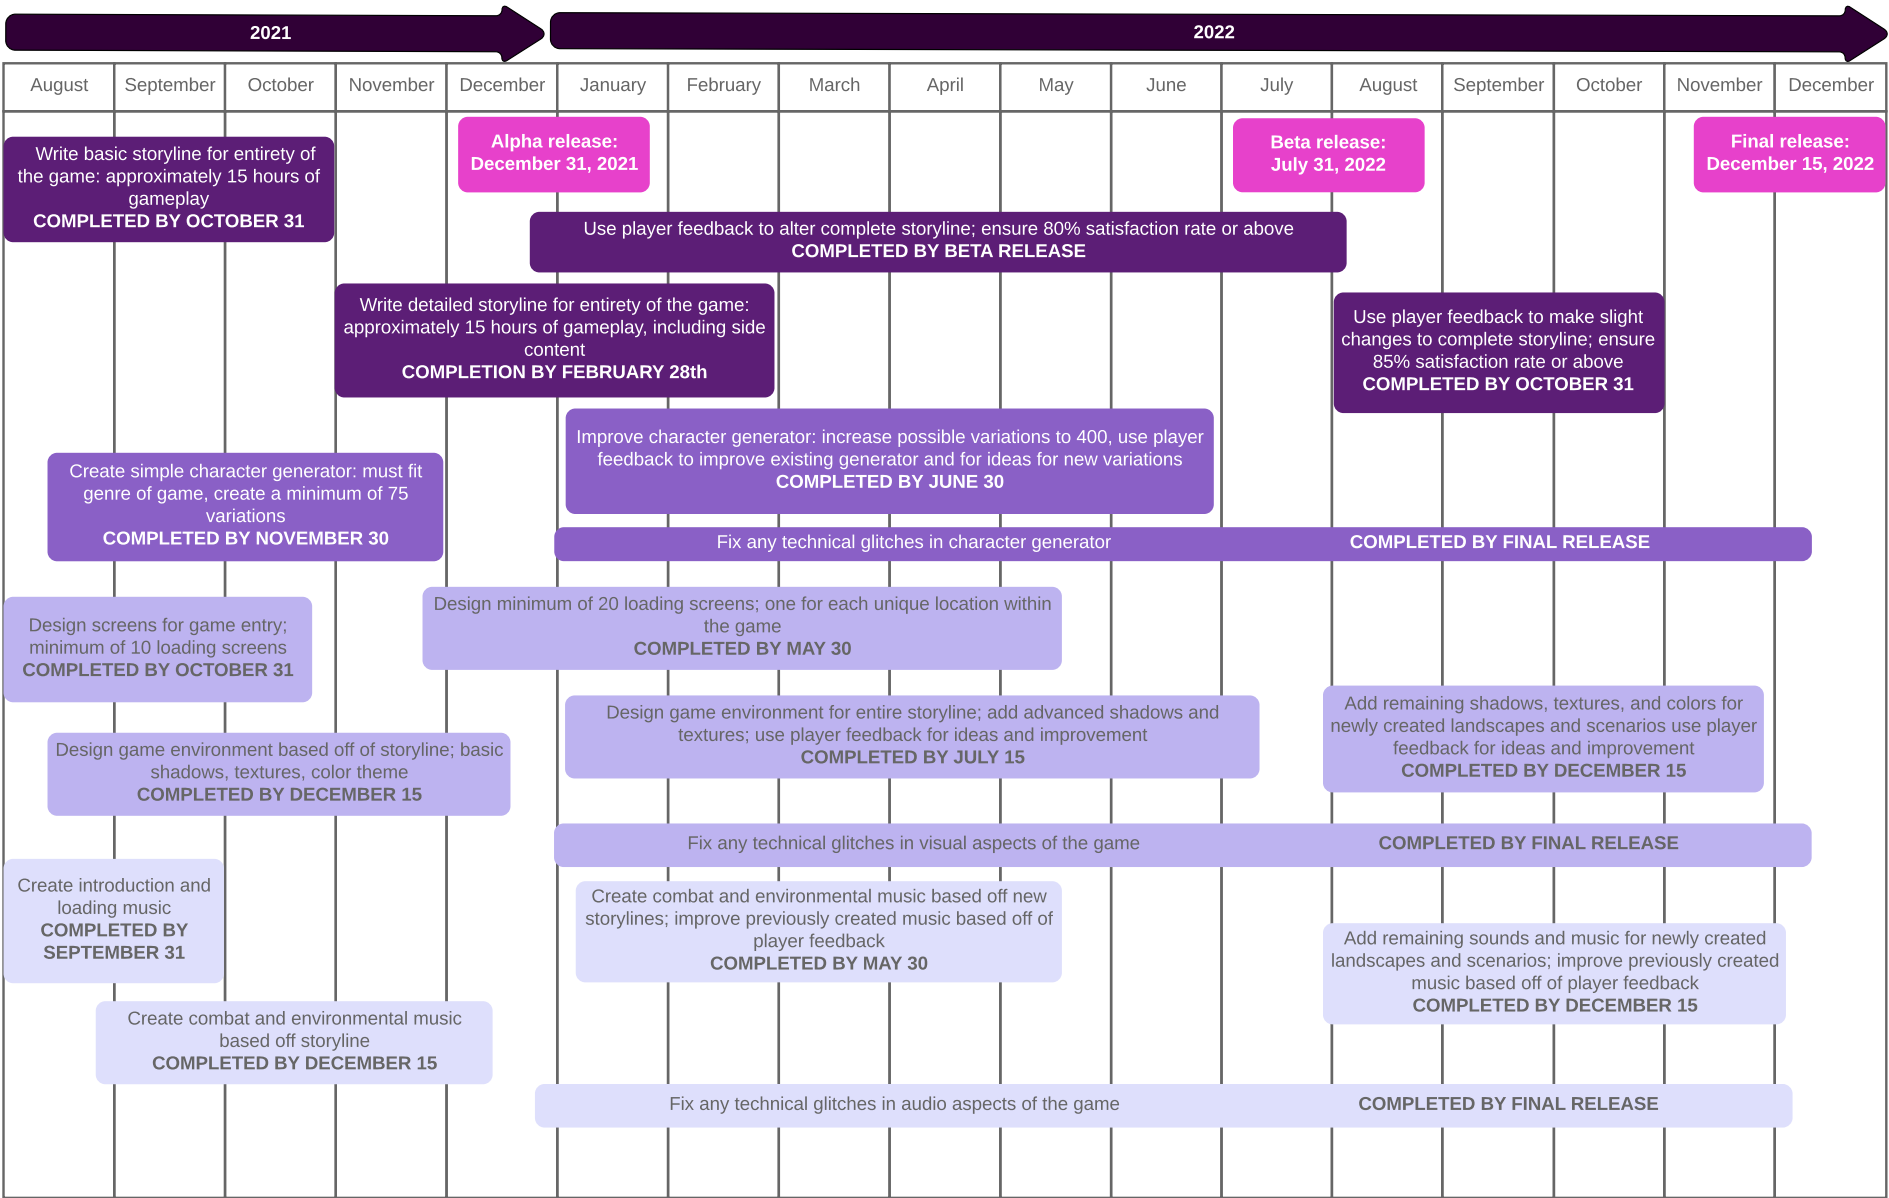 2021
2022
August
September
October
November
December
January
February
March
April
May
June
July
August
September
October
November
December
Alpha release:
December 31, 2021
Beta release:
July 31, 2022
Final release:
December 15, 2022
Write basic storyline for entirety of
the game: approximately 15 hours of
gameplay
COMPLETED BY OCTOBER 31
Use player feedback to alter complete storyline; ensure 80% satisfaction rate or above
COMPLETED BY BETA RELEASE
Write detailed storyline for entirety of the game:
approximately 15 hours of gameplay, including side
content
COMPLETION BY FEBRUARY 28th
Use player feedback to make slight
changes to complete storyline; ensure
85% satisfaction rate or above
COMPLETED BY OCTOBER 31
Improve character generator: increase possible variations to 400, use player
feedback to improve existing generator and for ideas for new variations
COMPLETED BY JUNE 30
Create simple character generator: must fit
genre of game, create a minimum of 75
variations
COMPLETED BY NOVEMBER 30
Fix any technical glitches in character generator
COMPLETED BY FINAL RELEASE
Design minimum of 20 loading screens; one for each unique location within
the game
COMPLETED BY MAY 30
Design screens for game entry;
minimum of 10 loading screens
COMPLETED BY OCTOBER 31
Design game environment for entire storyline; add advanced shadows and
textures; use player feedback for ideas and improvement
COMPLETED BY JULY 15
Add remaining shadows, textures, and colors for
newly created landscapes and scenarios use player
feedback for ideas and improvement
COMPLETED BY DECEMBER 15
Design game environment based off of storyline; basic
shadows, textures, color theme
COMPLETED BY DECEMBER 15
Fix any technical glitches in visual aspects of the game
COMPLETED BY FINAL RELEASE
Create introduction and
loading music
COMPLETED BY
SEPTEMBER 31
Create combat and environmental music based off new
storylines; improve previously created music based off of
player feedback
COMPLETED BY MAY 30
Add remaining sounds and music for newly created
landscapes and scenarios; improve previously created
music based off of player feedback
COMPLETED BY DECEMBER 15
Create combat and environmental music
based off storyline
COMPLETED BY DECEMBER 15
Fix any technical glitches in audio aspects of the game
COMPLETED BY FINAL RELEASE